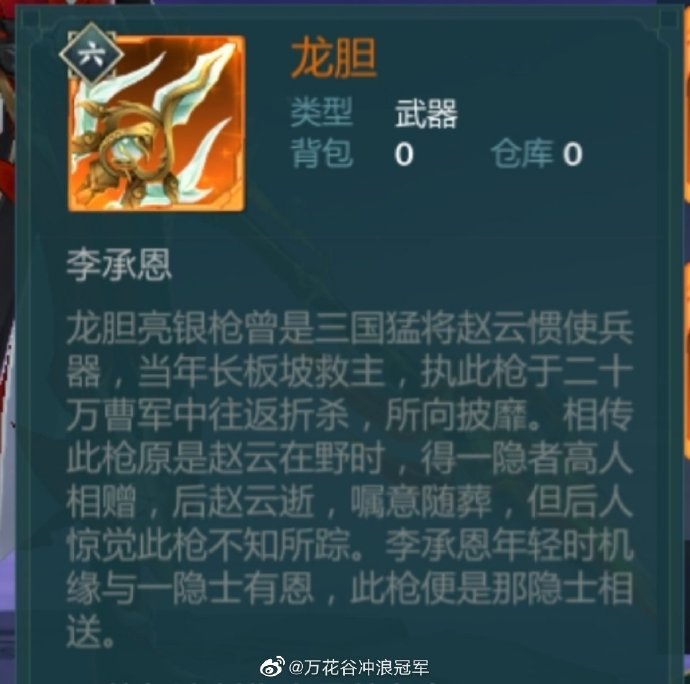 六
龙胆
类型 武器
背包 0 仓库 0
李承恩
龙胆亮银枪曾是三国猛将赵云惯使兵
器，当年长板坡救主，执此枪于二十
万曹军中往返折杀，所向披靡。相传
此枪原是赵云在野时，得一隐者高人
相赠，后赵云逝，嘱意随葬，但后人
惊觉此枪不知所踪。李承恩年轻时机
缘与一隐士有恩，此枪便是那隐士相
送。
@万花谷冲浪冠军